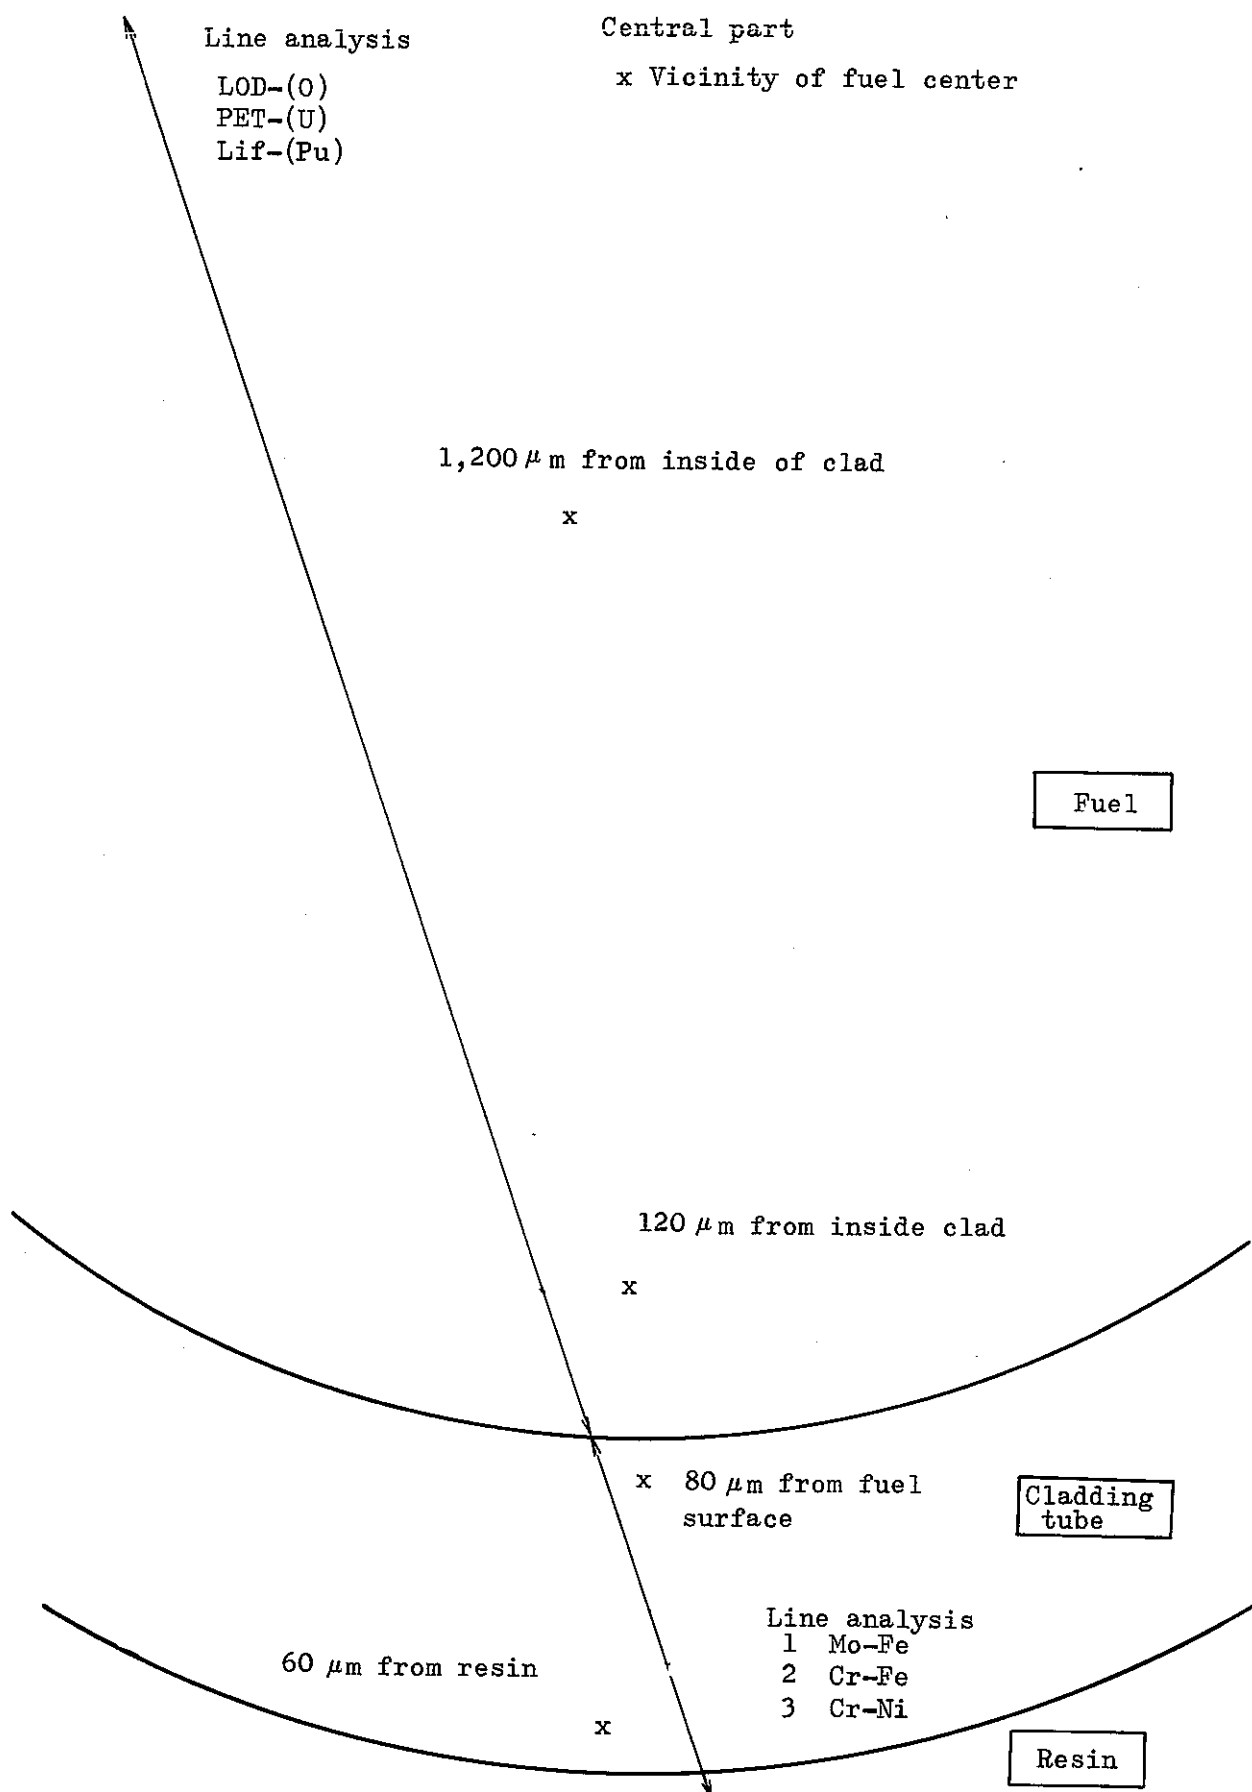 Line analysis
LOD-(O)
PET-(U)
Lif-(Pu)
Central part
x Vicinity of fuel center
1,200 μm from inside of clad
x
Fuel
120 μm from inside clad
x
x 80 μm from fuel
surface
Cladding
tube
Line analysis
1 Mo-Fe
2 Cr-Fe
3 Cr-Ni
60 μm from resin
x
Resin